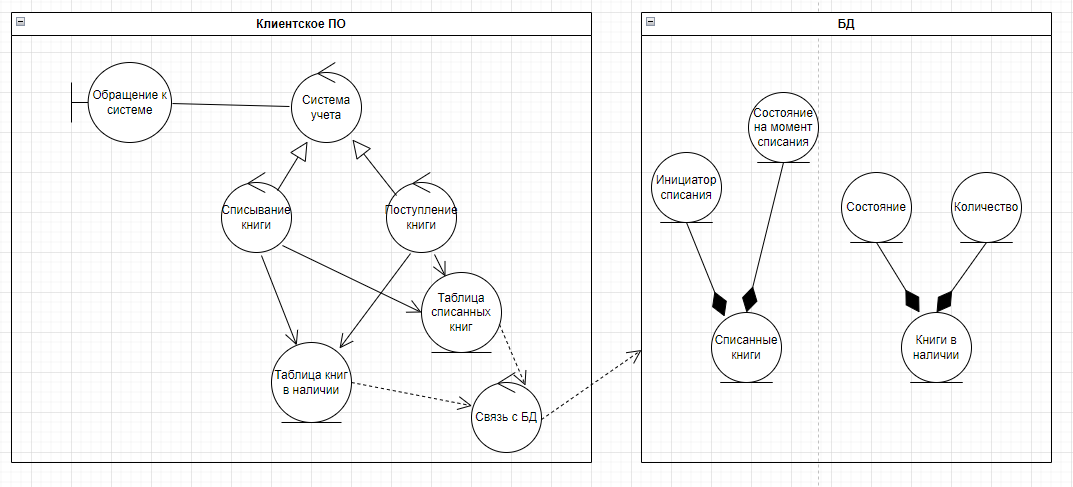 Клиентское ПО
Обращение к
системе
Система
учета
Списывание
книги
Поступление
книги
Таблица
списанных
книг
Таблица книг
в наличии
Связь с БД
БД
Состояние
на момент
списания
Инициатор
списания
Состояние
Количество
Списанные
книги
Книги в
наличии